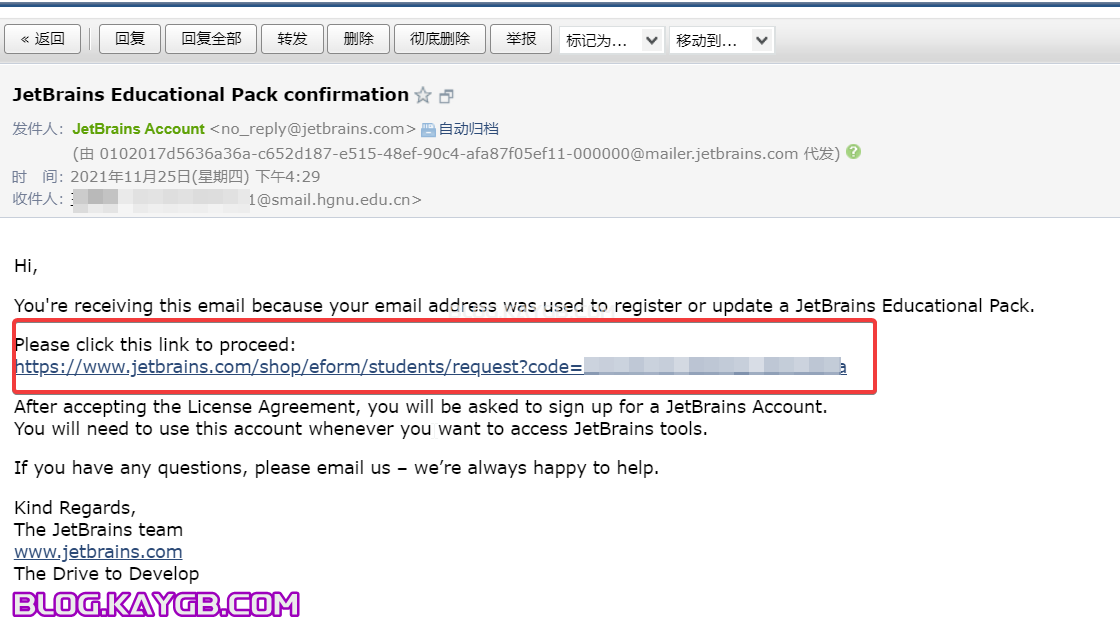 « 返回 回复 回复全部 转发 删除 彻底删除 举报 标记为... 移动到...
JetBrains Educational Pack confirmation
发件人： JetBrains Account <no_reply@jetbrains.com> 自动归档
(由 0102017d5636a36a-c652d187-e515-48ef-90c4-afa87f05ef11-000000@mailer.jetbrains.com 代发) ?
时 间： 2021年11月25日(星期四) 下午4:29
收件人： 1@smail.hgnu.edu.cn>
Hi,
You're receiving this email because your email address was used to register or update a JetBrains Educational Pack.
Please click this link to proceed:
https://www.jetbrains.com/shop/eform/students/request?code= a
After accepting the License Agreement, you will be asked to sign up for a JetBrains Account.
You will need to use this account whenever you want to access JetBrains tools.
If you have any questions, please email us – we’re always happy to help.
Kind Regards,
The JetBrains team
www.jetbrains.com
The Drive to Develop
BLOG.KAYGB.COM